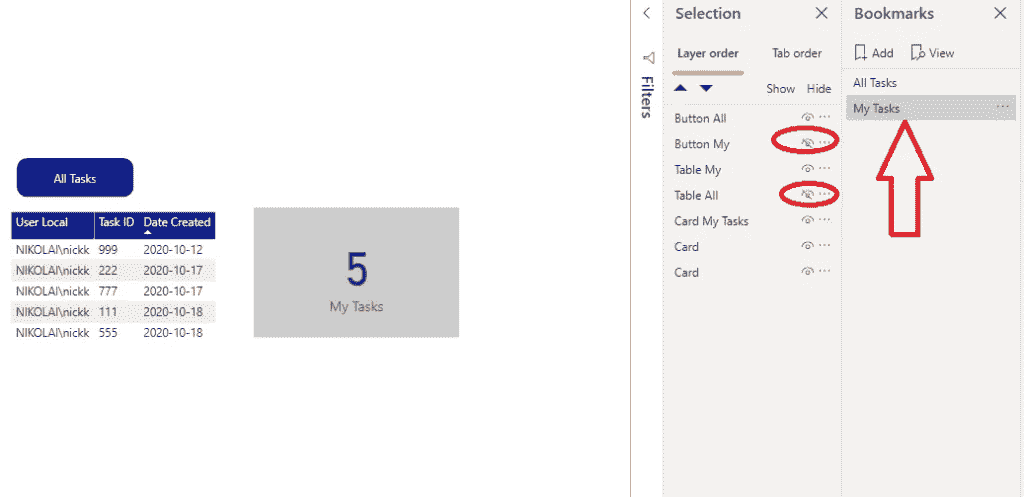 All Tasks
User Local Task ID Date Created
NIKOLAI\nickk 999 2020-10-12
NIKOLAI\nickk 222 2020-10-17
NIKOLAI\nickk 777 2020-10-17
NIKOLAI\nickk 111 2020-10-18
NIKOLAI\nickk 555 2020-10-18
5
My Tasks
Filters
Selection
Layer order Tab order
Show Hide
Button All
Button My
Table My
Table All
Card My Tasks
Card
Card
Bookmarks
Add View
All Tasks
My Tasks